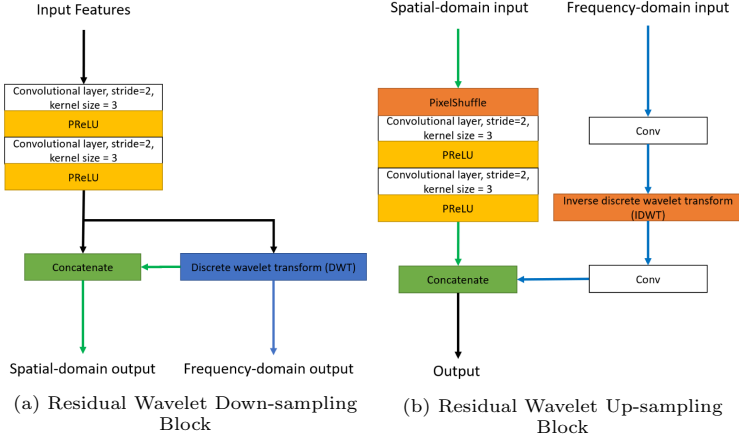 Input Features
Convolutional layer, stride=2,
kernel size = 3
PReLU
Convolutional layer, stride=2,
kernel size = 3
PReLU
Concatenate
Discrete wavelet transform (DWT)
Spatial-domain output
Frequency-domain output
(a) Residual Wavelet Down-sampling
Block
Spatial-domain input
Frequency-domain input
PixelShuffle
Convolutional layer, stride=2,
kernel size = 3
PReLU
Convolutional layer, stride=2,
kernel size = 3
PReLU
Conv
Inverse discrete wavelet transform
(IDWT)
Concatenate
Conv
Output
(b) Residual Wavelet Up-sampling
Block